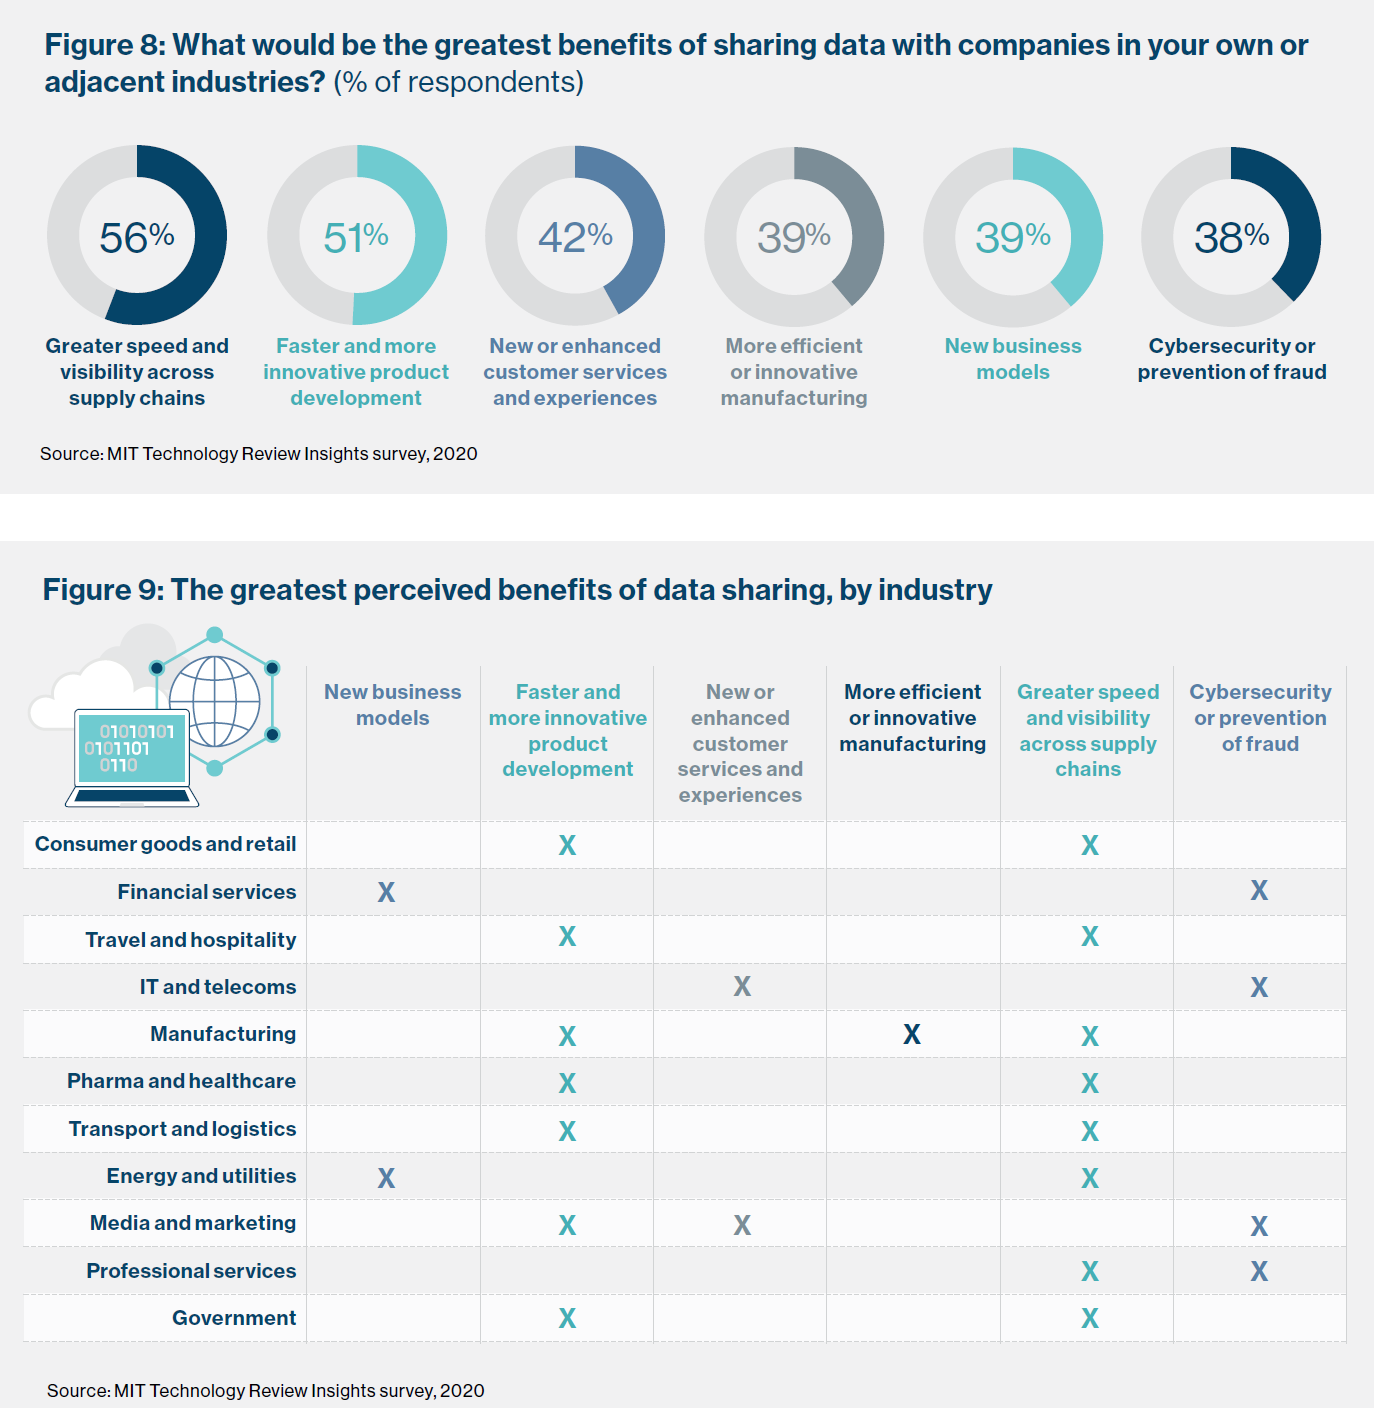 Figure 8: What would be the greatest benefits of sharing data with companies in your own or
adjacent industries? (% of respondents)
56%
51%
42%
39%
39%
38%
Greater speed and
visibility across
supply chains
Faster and more
innovative product
development
New or enhanced
customer services
and experiences
More efficient
or innovative
manufacturing
New business
models
Cybersecurity or
prevention of fraud
Source: MIT Technology Review Insights survey, 2020
Figure 9: The greatest perceived benefits of data sharing, by industry
01010101
0101101
0110
New business
models
Faster and
more innovative
product
development
New or
enhanced
customer
services and
experiences
More efficient
or innovative
manufacturing
Greater speed
and visibility
across supply
chains
Cybersecurity
or prevention
of fraud
Consumer goods and retail X X
Financial services X X
Travel and hospitality X X
IT and telecoms X X
Manufacturing X X X
Pharma and healthcare X X
Transport and logistics X X
Energy and utilities X X
Media and marketing X X X
Professional services X X
Government X X
Source: MIT Technology Review Insights survey, 2020